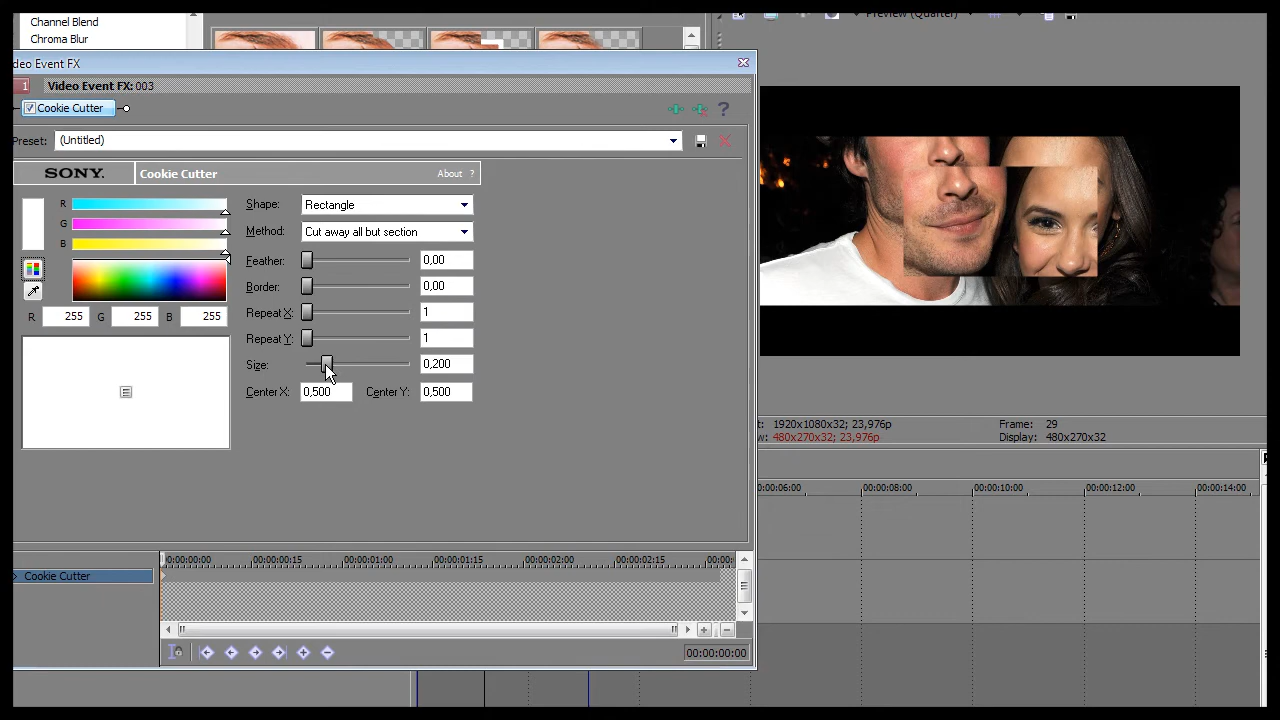 Channel Blend
Chroma Blur
Preview (Quarter)
deo Event FX
1 Video Event FX: 003
Cookie Cutter
?
Preset: (Untitled)
SONY. Cookie Cutter About ?
R
G
B
R 255 G 255 B 255
Shape: Rectangle
Method: Cut away all but section
Feather: 0,00
Border: 0,00
Repeat X: 1
Repeat Y: 1
Size: 0,200
Center X: 0,500 Center Y: 0,500
t: 1920x1080x32; 23,976p Frame: 29
w: 480x270x32; 23,976p Display: 480x270x32
00:00:06:00 00:00:08:00 00:00:10:00 00:00:12:00 00:00:14:00
00:00:00:00 00:00:00:15 00:00:01:00 00:00:01:15 00:00:02:00 00:00:02:15 00:00:
Cookie Cutter
00:00:00:00